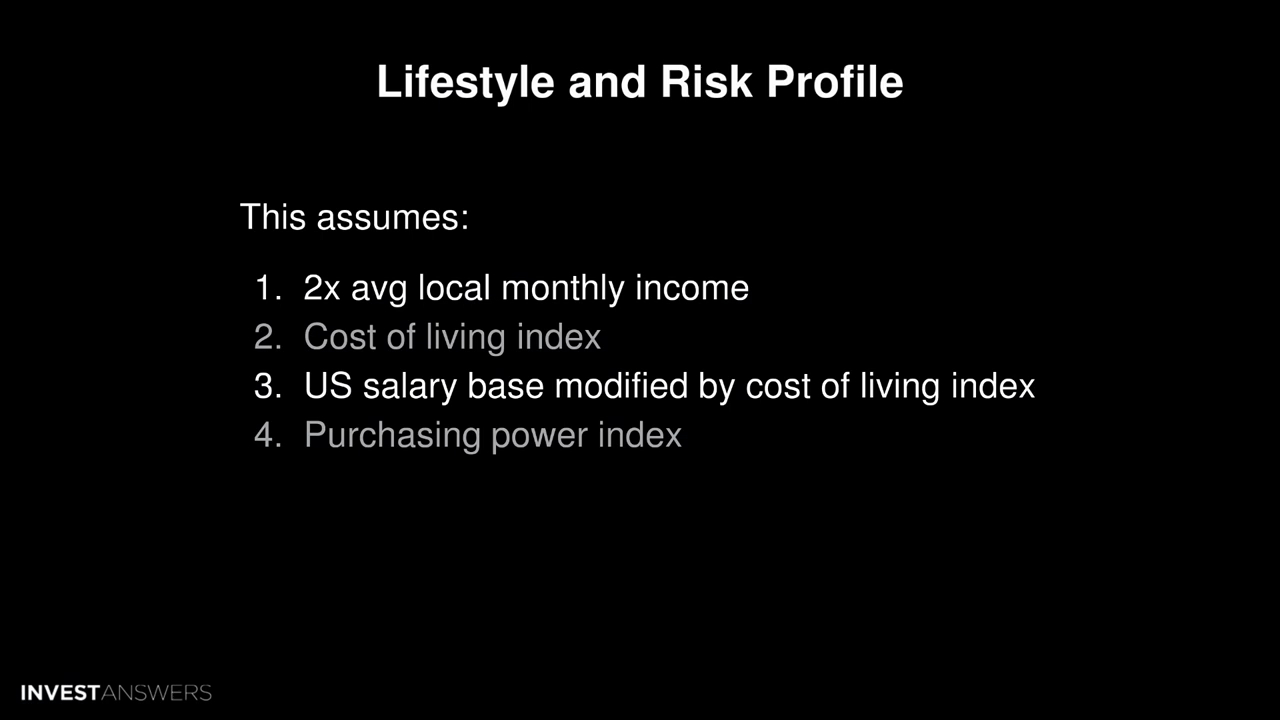 Lifestyle and Risk Profile
This assumes:
1. 2x avg local monthly income
2. Cost of living index
3. US salary base modified by cost of living index
4. Purchasing power index
INVESTANSWERS